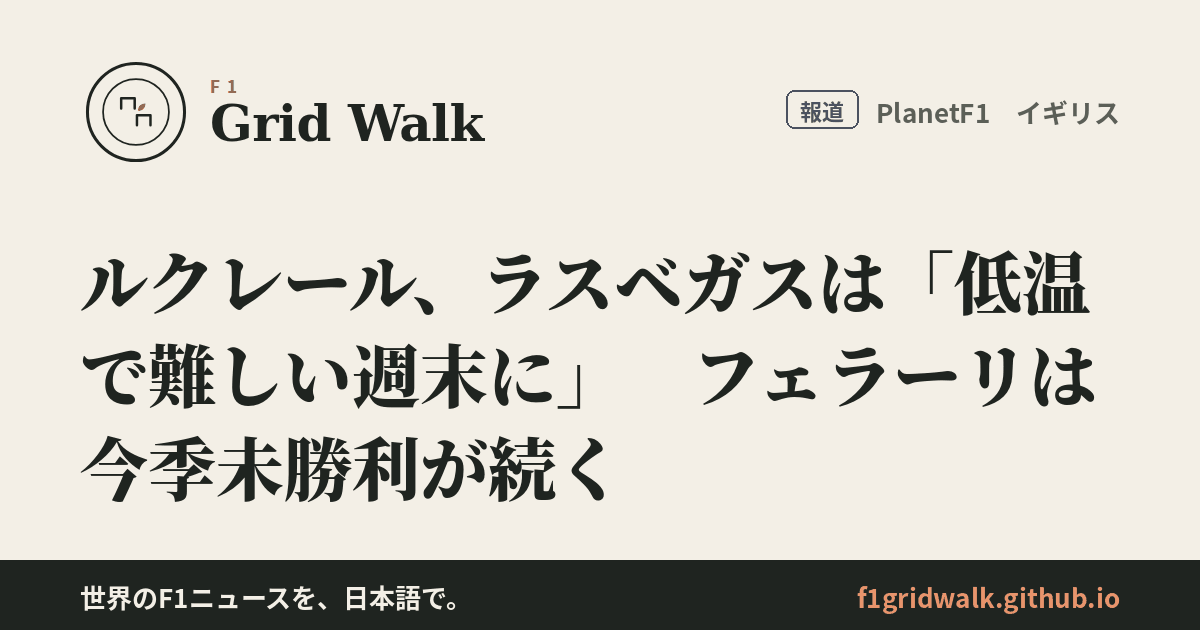 F1
Grid Walk
報道 PlanetF1 イギリス
ルクレール、ラスベガスは「低温
で難しい週末に」 フェラーリは
今季未勝利が続く
世界のF1ニュースを、日本語で。
f1gridwalk.github.io